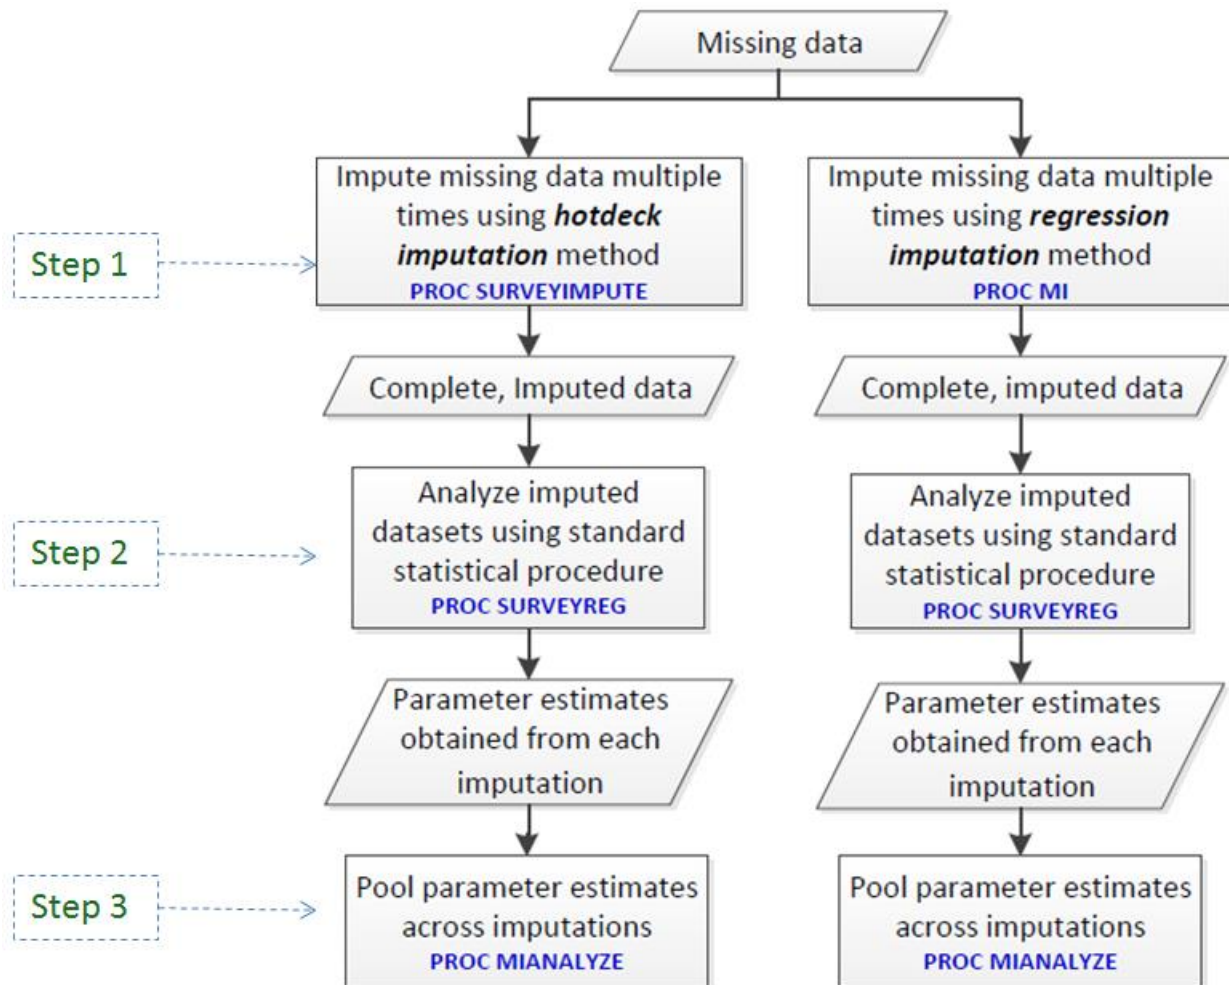 Missing data
Impute missing data multiple
times using hotdeck
imputation method
PROC SURVEYIMPUTE
Impute missing data multiple
times using regression
imputation method
PROC MI
Step 1
Complete, Imputed data
Complete, imputed data
Analyze imputed
datasets using standard
statistical procedure
PROC SURVEYREG
Analyze imputed
datasets using standard
statistical procedure
PROC SURVEYREG
Step 2
Parameter estimates
obtained from each
imputation
Parameter estimates
obtained from each
imputation
Step 3
Pool parameter estimates
across imputations
PROC MIANALYZE
Pool parameter estimates
across imputations
PROC MIANALYZE